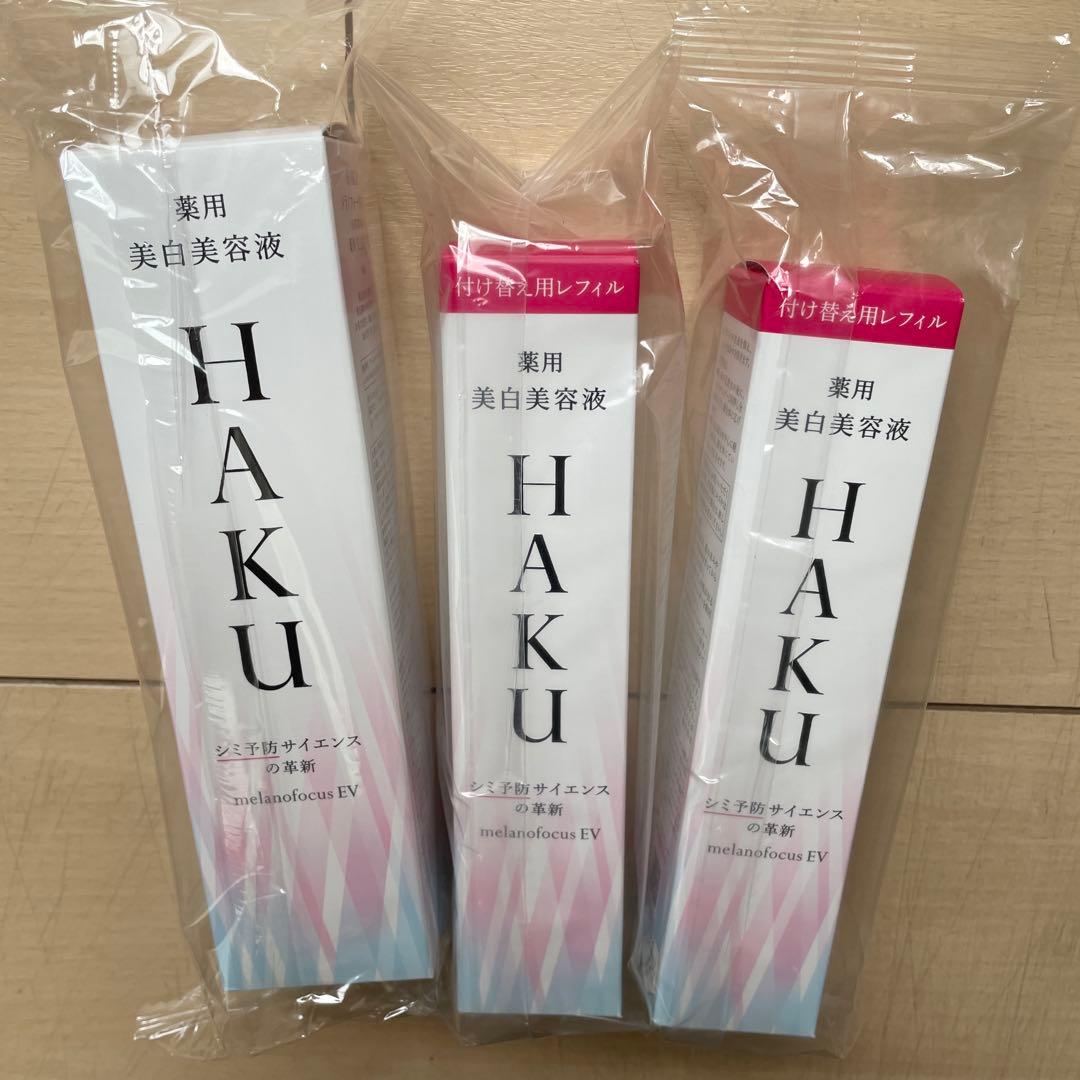 薬用
美白美容液
HAKU
シミ予防サイエンス
の革新
melanofocus EV
付け替え用レフィル
薬用
美白美容液
HAKU
シミ予防サイエンス
の革新
melanofocus EV
付け替え用レフィル
薬用
美白美容液
HAKU
シミ予防サイエンス
の革新
melanofocus EV